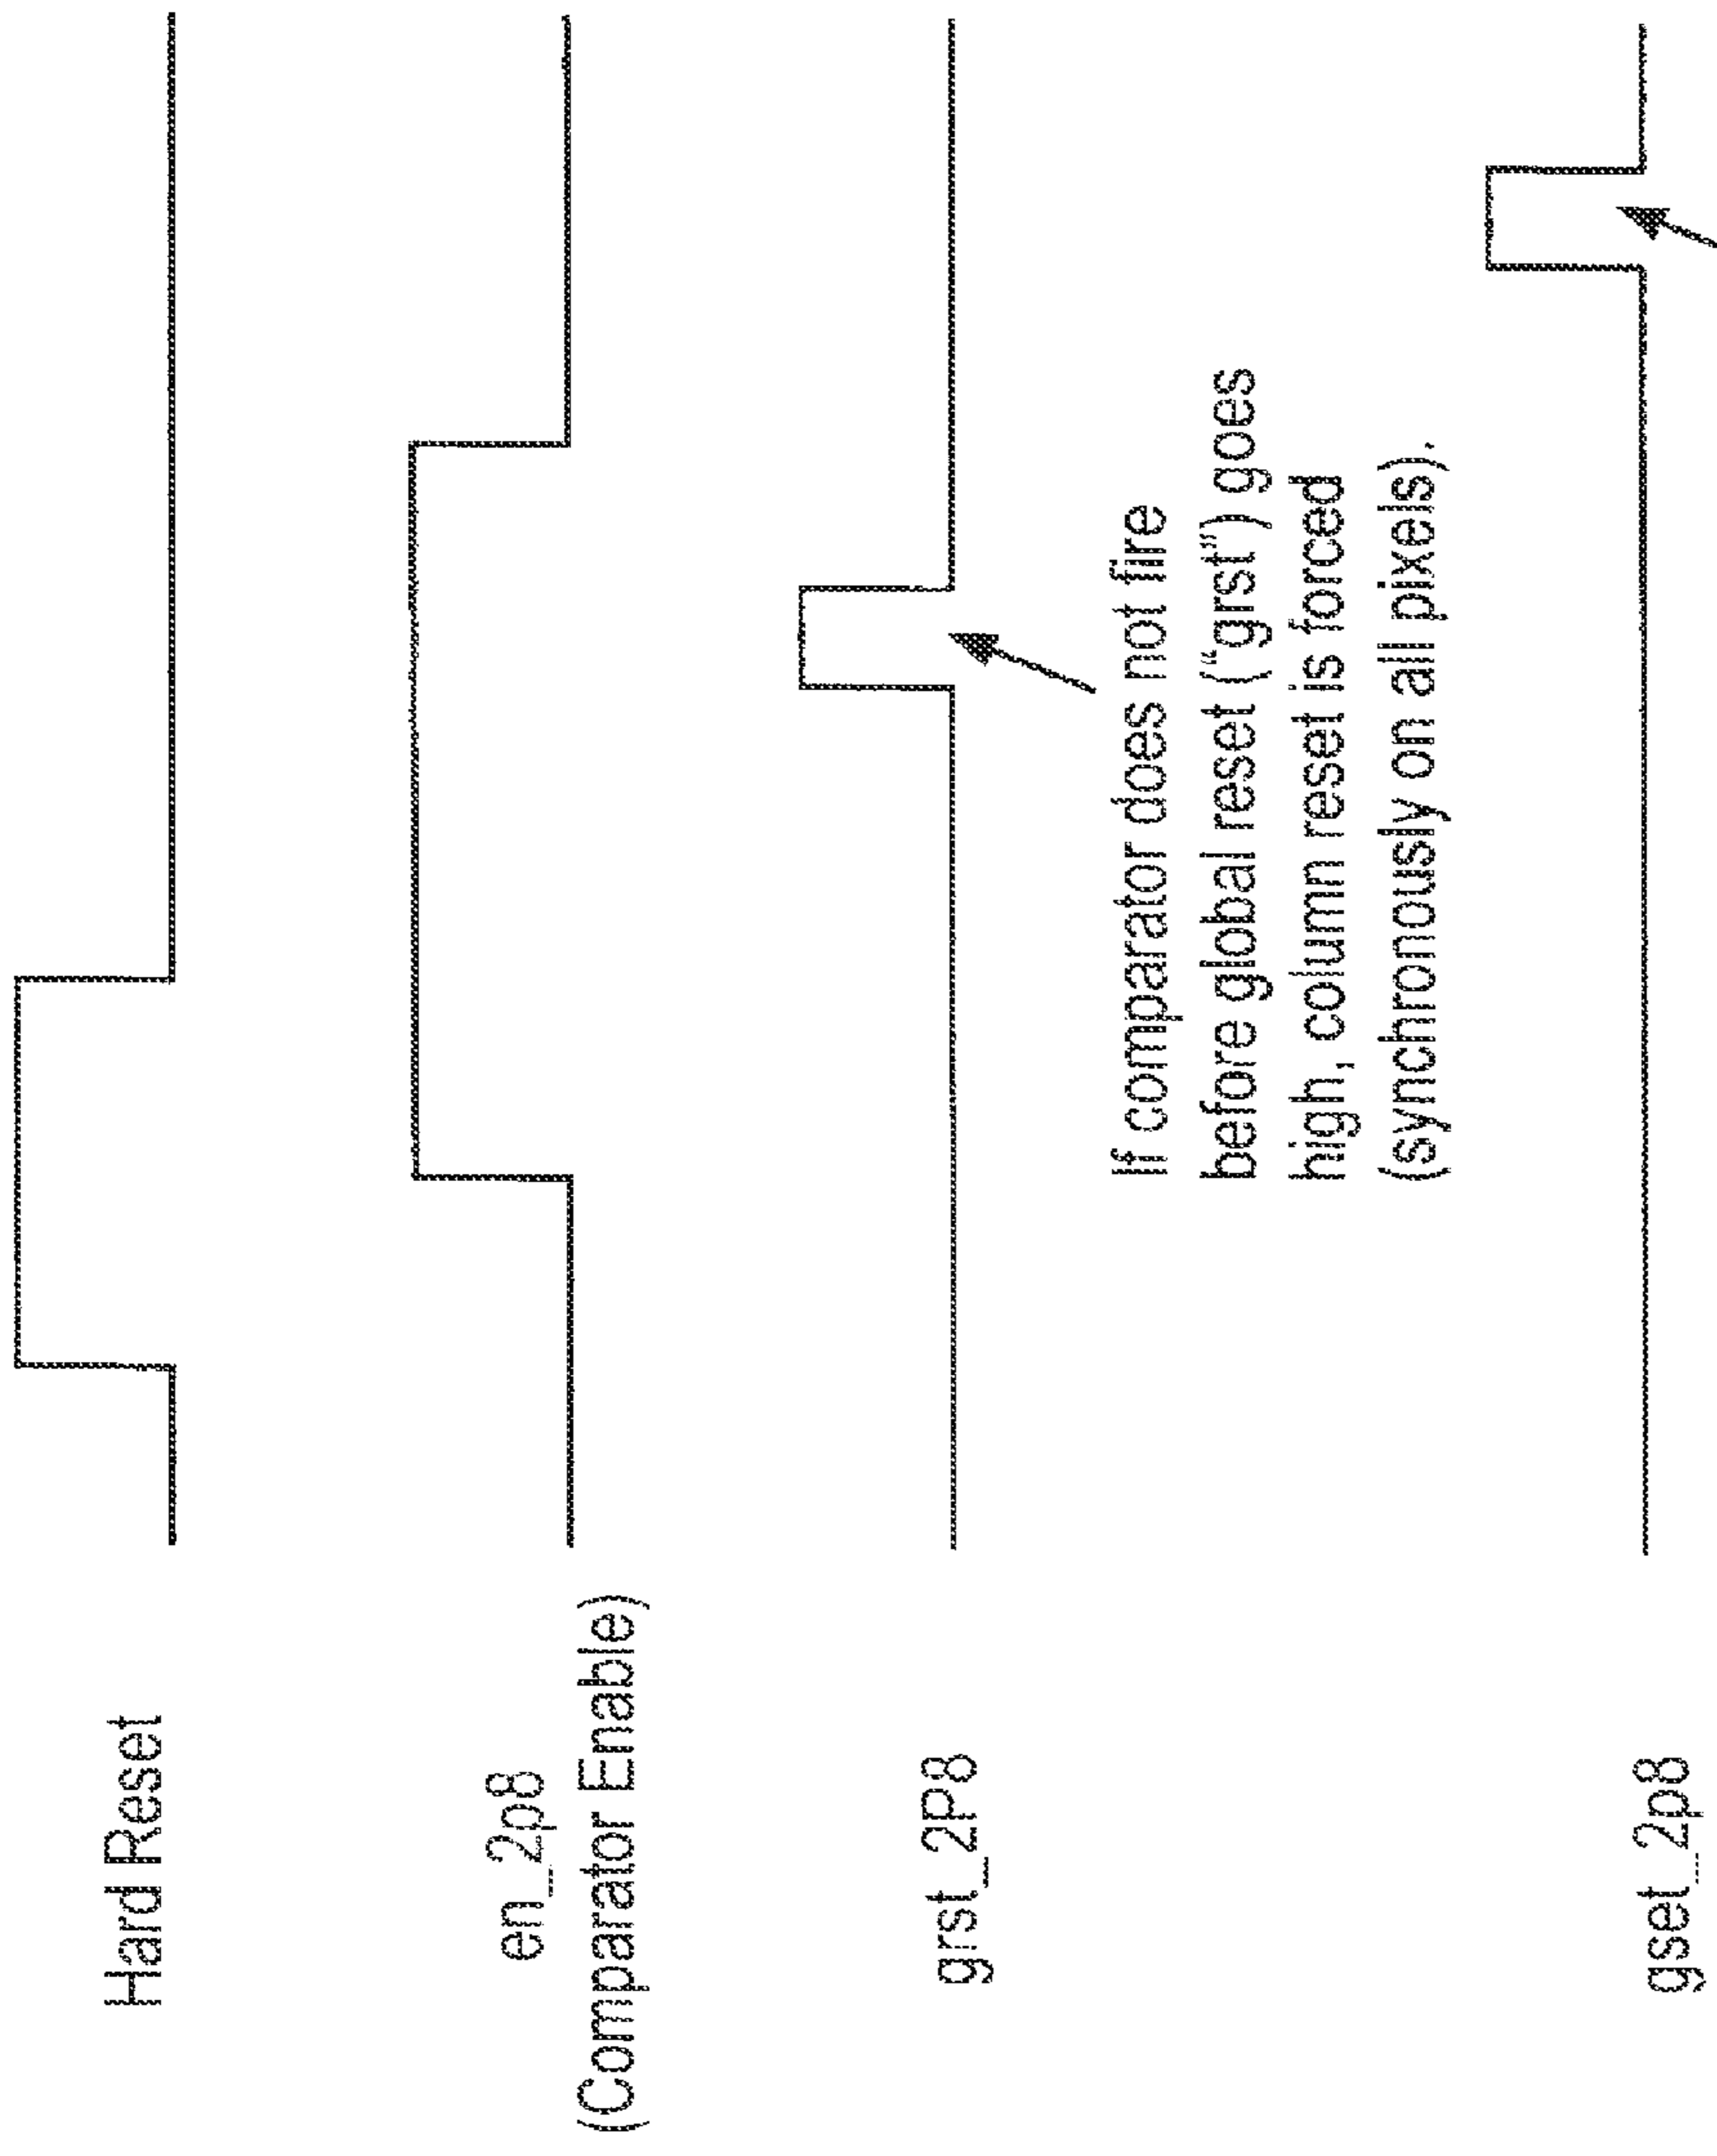 Hard Reset
en_2p8
(Comparator Enable)
grst_2P8
If comparator does not fire
before global reset (“grst”) goes
high, column reset is forced
(synchronously on all pixels).
gset_2p8